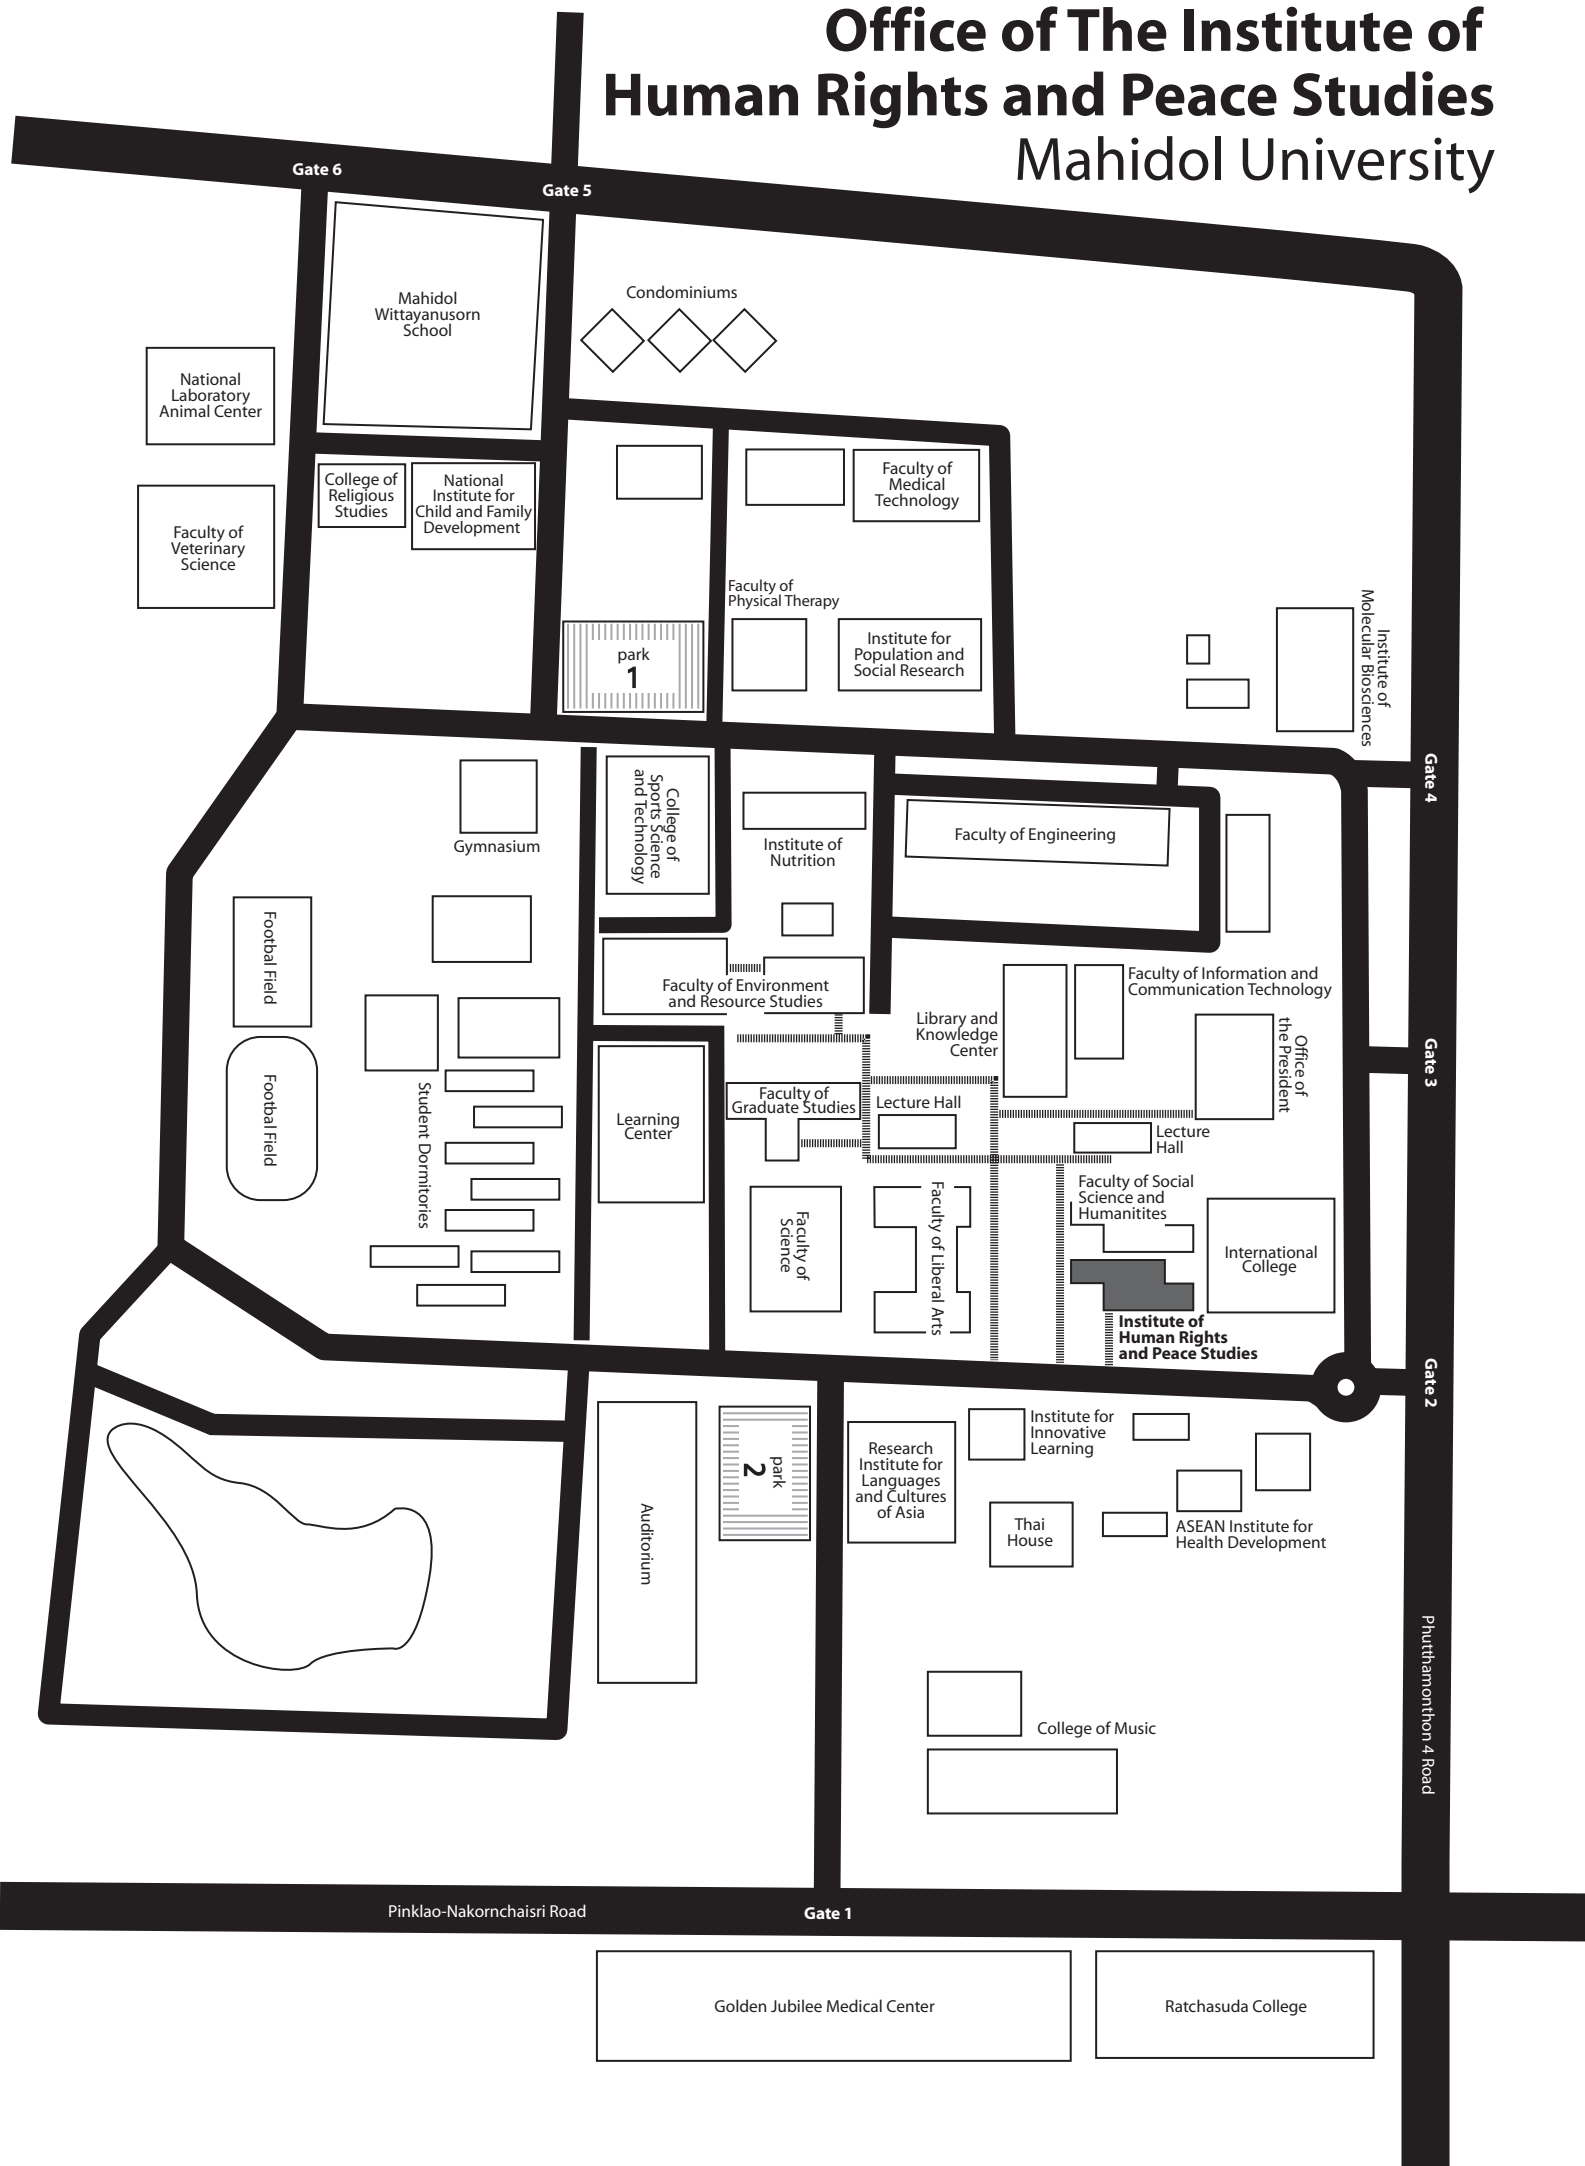 Office of The Institute of
Human Rights and Peace Studies
Mahidol University
Gate 6
Gate 5
Condominiums
Mahidol
Wittayanusorn
School
National
Laboratory
Animal Center
College of
Religious
Studies
National
Institute for
Child and Family
Development
Faculty of
Medical
Technology
Faculty of
Veterinary
Science
Faculty of
Physical Therapy
park
1
Institute for
Population and
Social Research
Institute of
Molecular Biosciences
Gate 4
College of
Sports Science
and Technology
Gymnasium
Institute of
Nutrition
Faculty of Engineering
Footbal Field
Faculty of Environment
and Resource Studies
Faculty of Information and
Communication Technology
Library and
Knowledge
Center
Office of
the President
Gate 3
Footbal Field
Student Dormitories
Learning
Center
Faculty of
Graduate Studies
Lecture Hall
Lecture
Hall
Faculty of
Science
Faculty of Liberal Arts
Faculty of Social
Science and
Humanitites
International
College
Institute of
Human Rights
and Peace Studies
Gate 2
Auditorium
park
2
Research
Institute for
Languages
and Cultures
of Asia
Institute for
Innovative
Learning
Thai
House
ASEAN Institute for
Health Development
Phutthamonthon 4 Road
College of Music
Pinklao-Nakornchaisri Road
Gate 1
Golden Jubilee Medical Center
Ratchasuda College